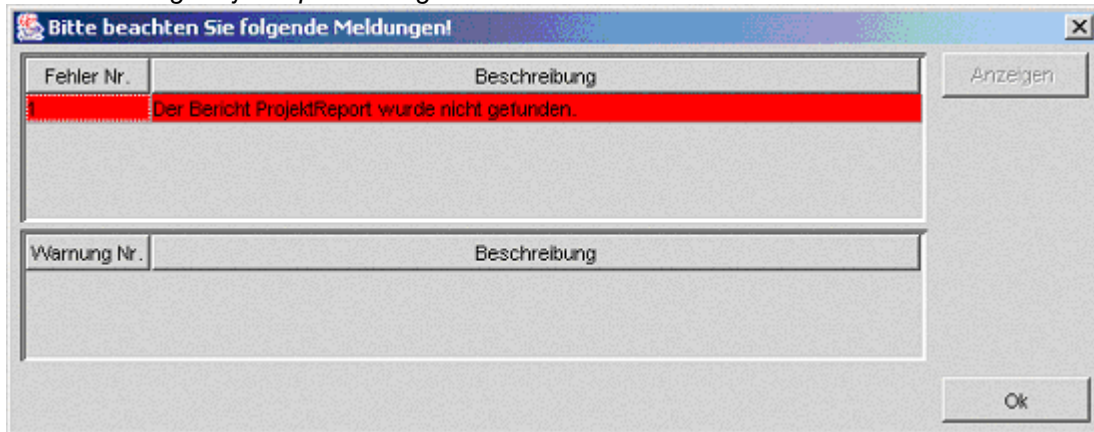 Bitte beachten Sie folgende Meldungen!
Fehler Nr. Beschreibung Anzeigen
1 Der Bericht ProjektReport wurde nicht gefunden.
Warnung Nr. Beschreibung
Ok